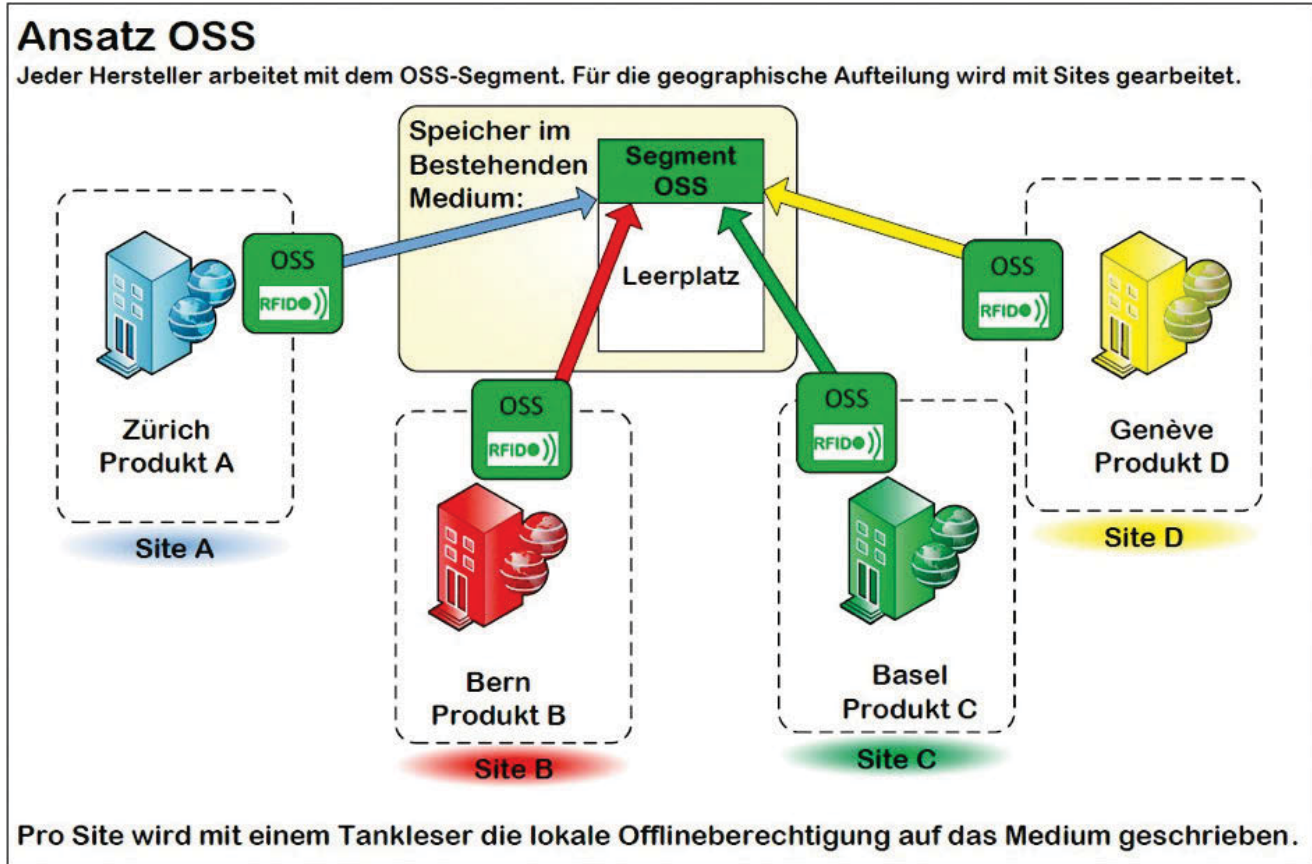 Ansatz OSS
Jeder Hersteller arbeitet mit dem OSS-Segment. Für die geographische Aufteilung wird mit Sites gearbeitet.
Speicher im
Bestehenden
Medium:
Segment
OSS
Leerplatz
OSS
RFID
Zürich
Produkt A
Site A
OSS
RFID
Bern
Produkt B
Site B
OSS
RFID
Basel
Produkt C
Site C
OSS
RFID
Genève
Produkt D
Site D
Pro Site wird mit einem Tankleser die lokale Offlineberechtigung auf das Medium geschrieben.